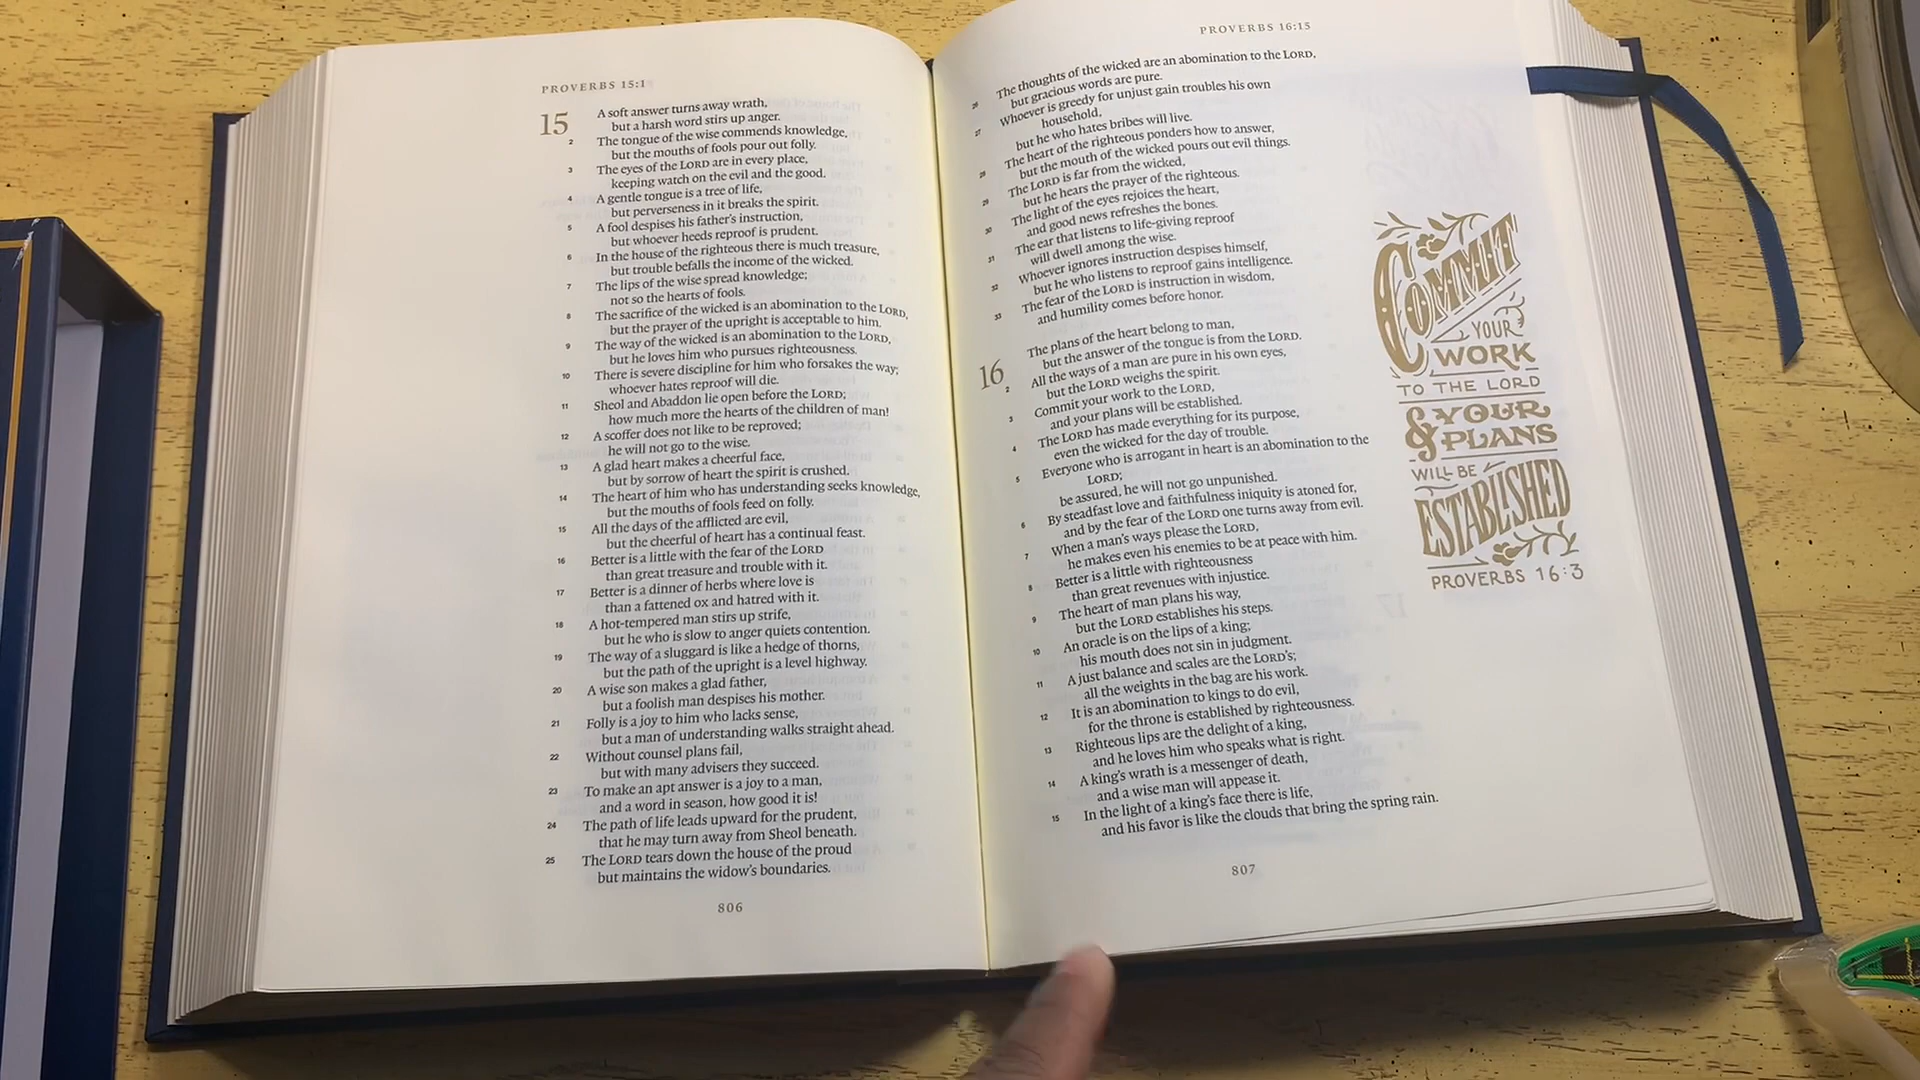 PROVERBS 15:1
15 A soft answer turns away wrath,
but a harsh word stirs up anger.
2 The tongue of the wise commends knowledge,
but the mouths of fools pour out folly.
3 The eyes of the LORD are in every place,
keeping watch on the evil and the good.
4 A gentle tongue is a tree of life,
but perverseness in it breaks the spirit.
5 A fool despises his father's instruction,
but whoever heeds reproof is prudent.
6 In the house of the righteous there is much treasure,
but trouble befalls the income of the wicked.
7 The lips of the wise spread knowledge;
not so the hearts of fools.
8 The sacrifice of the wicked is an abomination to the LORD,
but the prayer of the upright is acceptable to him.
9 The way of the wicked is an abomination to the LORD,
but he loves him who pursues righteousness.
10 There is severe discipline for him who forsakes the way;
whoever hates reproof will die.
11 Sheol and Abaddon lie open before the LORD;
how much more the hearts of the children of man!
12 A scoffer does not like to be reproved;
he will not go to the wise.
13 A glad heart makes a cheerful face,
but by sorrow of heart the spirit is crushed.
14 The heart of him who has understanding seeks knowledge,
but the mouths of fools feed on folly.
15 All the days of the afflicted are evil,
but the cheerful of heart has a continual feast.
16 Better is a little with the fear of the LORD
than great treasure and trouble with it.
17 Better is a dinner of herbs where love is
than a fattened ox and hatred with it.
18 A hot-tempered man stirs up strife,
but he who is slow to anger quiets contention.
19 The way of a sluggard is like a hedge of thorns,
but the path of the upright is a level highway.
20 A wise son makes a glad father,
but a foolish man despises his mother.
21 Folly is a joy to him who lacks sense,
but a man of understanding walks straight ahead.
22 Without counsel plans fail,
but with many advisers they succeed.
23 To make an apt answer is a joy to a man,
and a word in season, how good it is!
24 The path of life leads upward for the prudent,
that he may turn away from Sheol beneath.
25 The LORD tears down the house of the proud
but maintains the widow's boundaries.
806
PROVERBS 16:15
26 The thoughts of the wicked are an abomination to the LORD,
but gracious words are pure.
27 Whoever is greedy for unjust gain troubles his own
household,
but he who hates bribes will live.
28 The heart of the righteous ponders how to answer,
but the mouth of the wicked pours out evil things.
29 The LORD is far from the wicked,
but he hears the prayer of the righteous.
30 The light of the eyes rejoices the heart,
and good news refreshes the bones.
31 The ear that listens to life-giving reproof
will dwell among the wise.
32 Whoever ignores instruction despises himself,
but he who listens to reproof gains intelligence.
33 The fear of the LORD is instruction in wisdom,
and humility comes before honor.
16 The plans of the heart belong to man,
but the answer of the tongue is from the LORD.
2 All the ways of a man are pure in his own eyes,
but the LORD weighs the spirit.
3 Commit your work to the LORD,
and your plans will be established.
4 The LORD has made everything for its purpose,
even the wicked for the day of trouble.
5 Everyone who is arrogant in heart is an abomination to the
LORD;
be assured, he will not go unpunished.
6 By steadfast love and faithfulness iniquity is atoned for,
and by the fear of the LORD one turns away from evil.
7 When a man's ways please the LORD,
he makes even his enemies to be at peace with him.
8 Better is a little with righteousness
than great revenues with injustice.
9 The heart of man plans his way,
but the LORD establishes his steps.
10 An oracle is on the lips of a king;
his mouth does not sin in judgment.
11 A just balance and scales are the LORD's;
all the weights in the bag are his work.
12 It is an abomination to kings to do evil,
for the throne is established by righteousness.
13 Righteous lips are the delight of a king,
and he loves him who speaks what is right.
14 A king's wrath is a messenger of death,
and a wise man will appease it.
15 In the light of a king's face there is life,
and his favor is like the clouds that bring the spring rain.
807
COMMIT
YOUR
WORK
TO THE LORD
& YOUR
PLANS
WILL BE
ESTABLISHED
PROVERBS 16:3